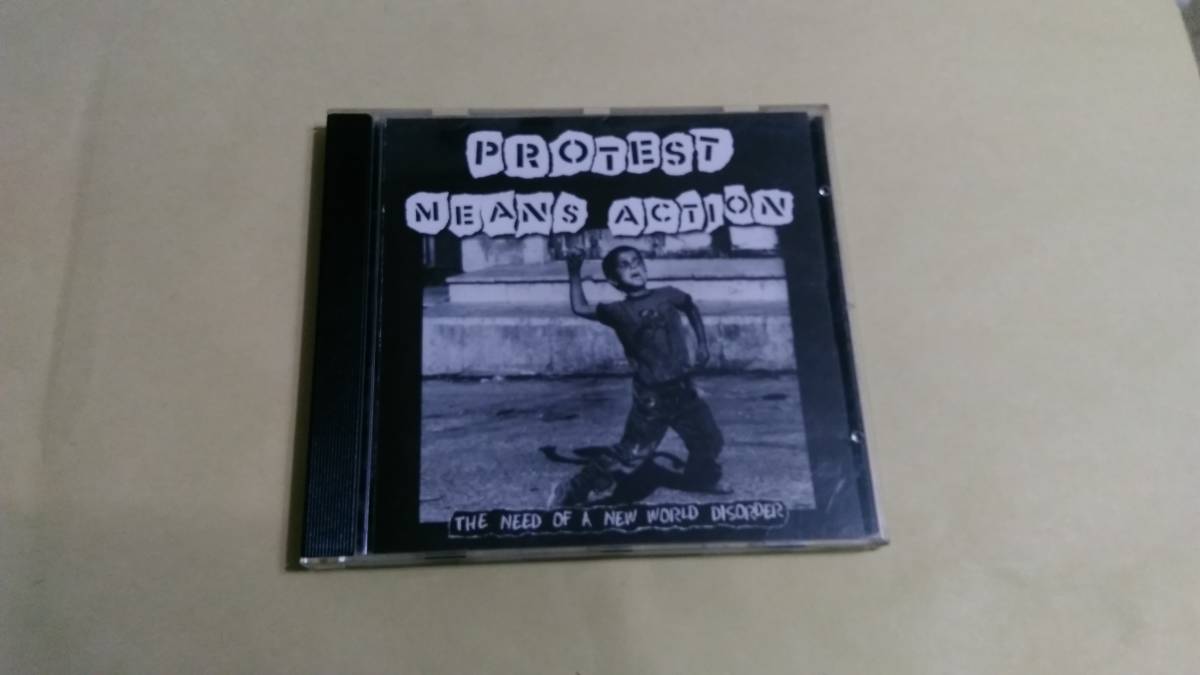 PROTEST
MEANS ACTION
THE NEED OF A NEW WORLD DISORDER